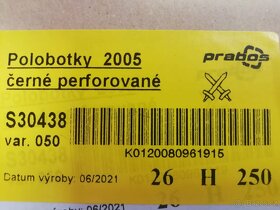 Polobotky 2005
prabos
černé perforované
S30438
var. 050
K0120080961915
Datum výroby: 06/2021
26 H 250